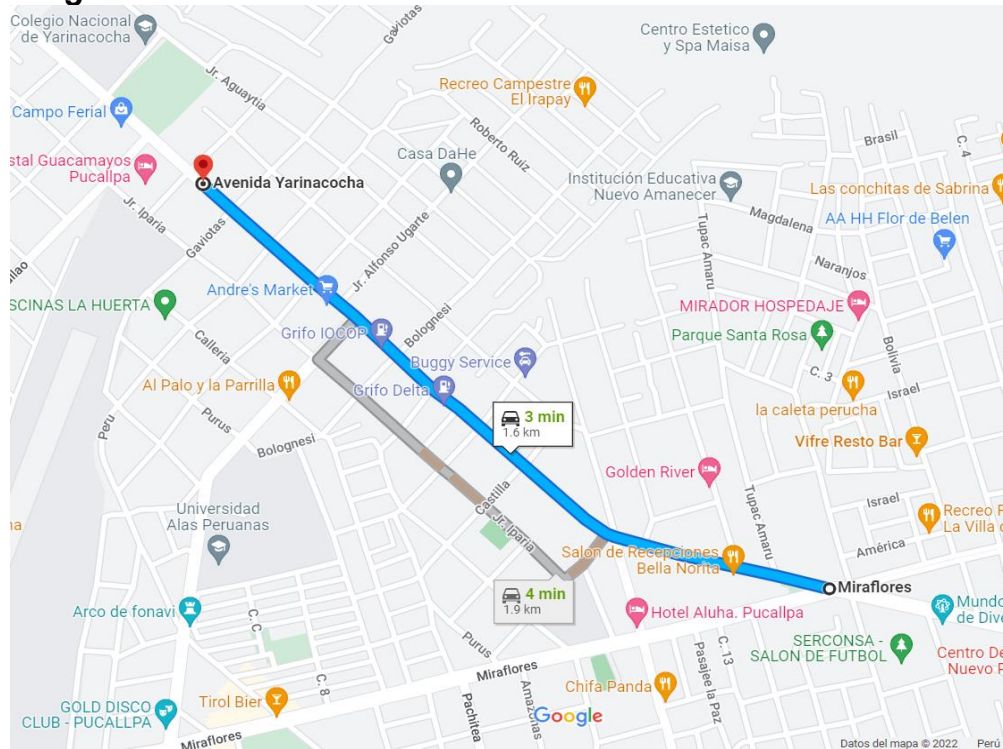 Colegio Nacional
de Yarinacocha
Gaviotas
Centro Estetico
y Spa Maisa
Jr. Aguaytia
Recreo Campestre
El Irapay
Campo Ferial
Roberto Ruiz
Brasil
C. 4
Casa DaHe
stal Guacamayos
Pucallpa
Avenida Yarinacocha
Institución Educativa
Nuevo Amanecer
Las conchitas de Sabrina
Jr. Iparia
Gaviotas
Jr. Alfonso Ugarte
Tupac Amaru
Magdalena
AA HH Flor de Belen
Naranjos
llao
Andre's Market
SCINAS LA HUERTA
MIRADOR HOSPEDAJE
Grifo IOCOP
Bolognesi
Parque Santa Rosa
Calleria
Buggy Service
Bolivia
C. 3
Israel
Al Palo y la Parrilla
Grifo Delta
la caleta perucha
Purus
Peru
3 min
1.6 km
Bolognesi
Vifre Resto Bar
Golden River
Castilla
Universidad
Alas Peruanas
Israel
Tupac Amaru
Jr. Iparia
Recreo
La Villa
na
América
Salon de Recepciones
Bella Norita
Miraflores
4 min
1.9 km
Arco de fonavi
Hotel Aluha. Pucallpa
Mundo
de Dive
C. C
Purus
SERCONSA -
SALON DE FUTBOL
Centro De
Nuevo P
Miraflores
C. 8
C. 13
Pasajee la Paz
Tirol Bier
Chifa Panda
GOLD DISCO
CLUB - PUCALLPA
Pachitea
Amazonas
Google
Miraflores
Datos del mapa © 2022 Perú